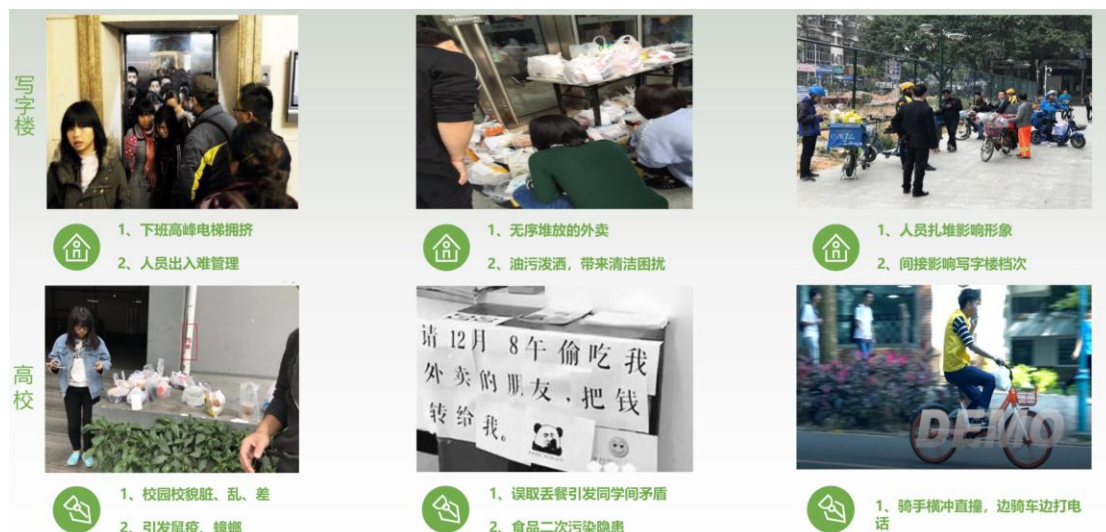 写字楼
1、下班高峰电梯拥挤
2、人员出入难管理
1、无序堆放的外卖
2、油污泼洒，带来清洁困扰
1、人员扎堆影响形象
2、间接影响写字楼档次
高校
请12月 8午偷吃我
外卖的朋友，把钱
转给我。
DEMO
1、校园校貌脏、乱、差
2、引发鼠疫、蟑螂
1、误取丢餐引发同学间矛盾
2、食品二次污染隐患
1、骑手横冲直撞，边骑车边打电
话